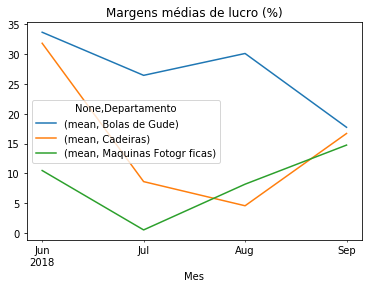 Margens médias de lucro (%)
35
30
25
20
15
10
5
0
None,Departamento
(mean, Bolas de Gude)
(mean, Cadeiras)
(mean, Maquinas Fotogr ficas)
Jun
2018
Jul
Aug
Sep
Mes